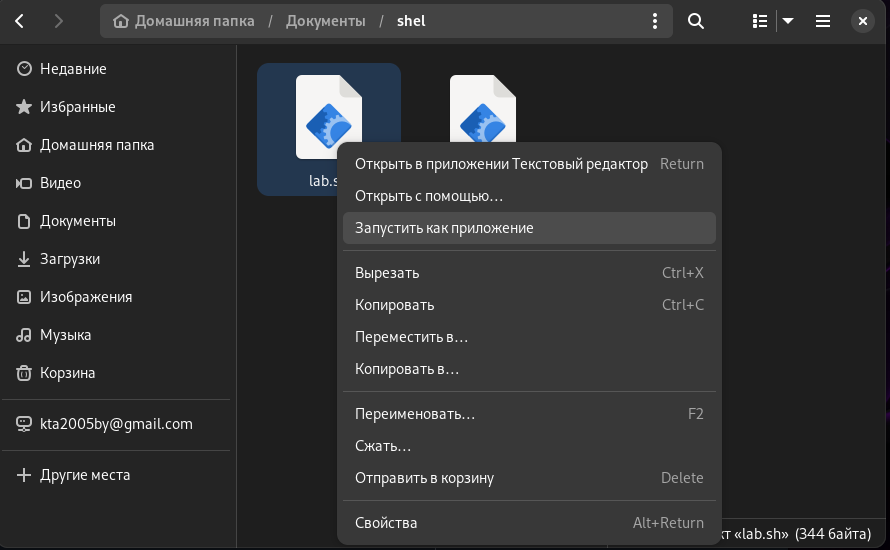 Домашняя папка / Документы / shel
Недавние
Избранные
Домашняя папка
Видео
Документы
Загрузки
Изображения
Музыка
Корзина
kta2005by@gmail.com
Другие места
lab.s
Открыть в приложении Текстовый редактор Return
Открыть с помощью…
Запустить как приложение
Вырезать Ctrl+X
Копировать Ctrl+C
Переместить в…
Копировать в…
Переименовать… F2
Сжать…
Отправить в корзину Delete
Свойства Alt+Return
кт «lab.sh» (344 байта)